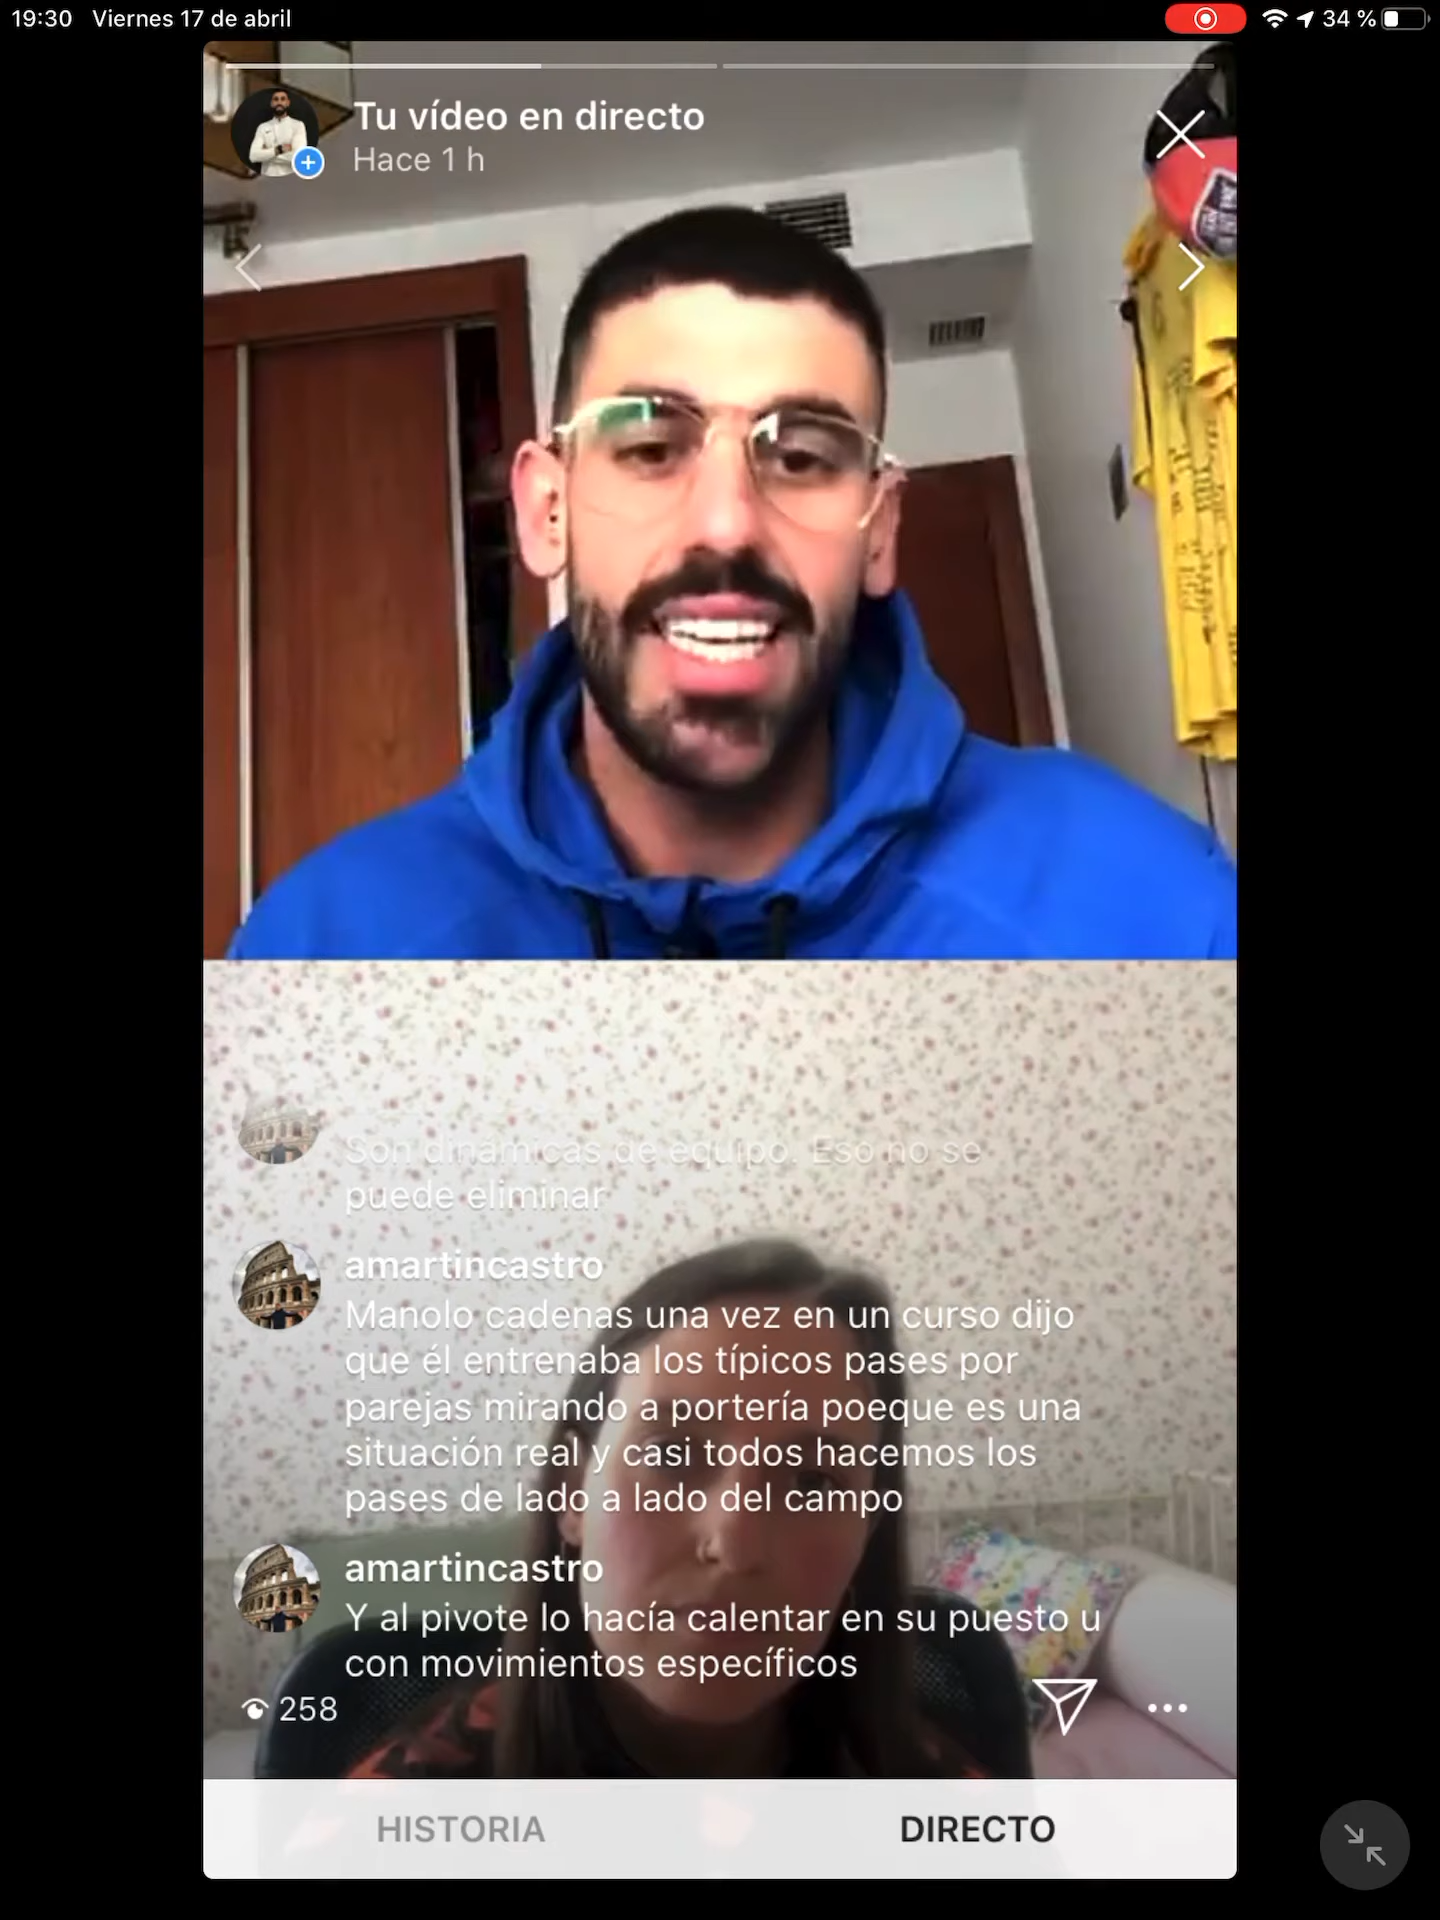 19:30 Viernes 17 de abril
34 %
Tu vídeo en directo
Hace 1 h
Son dinámicas de equipo. Eso no se
puede eliminar
amartincastro
Manolo cadenas una vez en un curso dijo
que él entrenaba los típicos pases por
parejas mirando a portería poeque es una
situación real y casi todos hacemos los
pases de lado a lado del campo
amartincastro
Y al pivote lo hacía calentar en su puesto u
con movimientos específicos
258
HISTORIA
DIRECTO